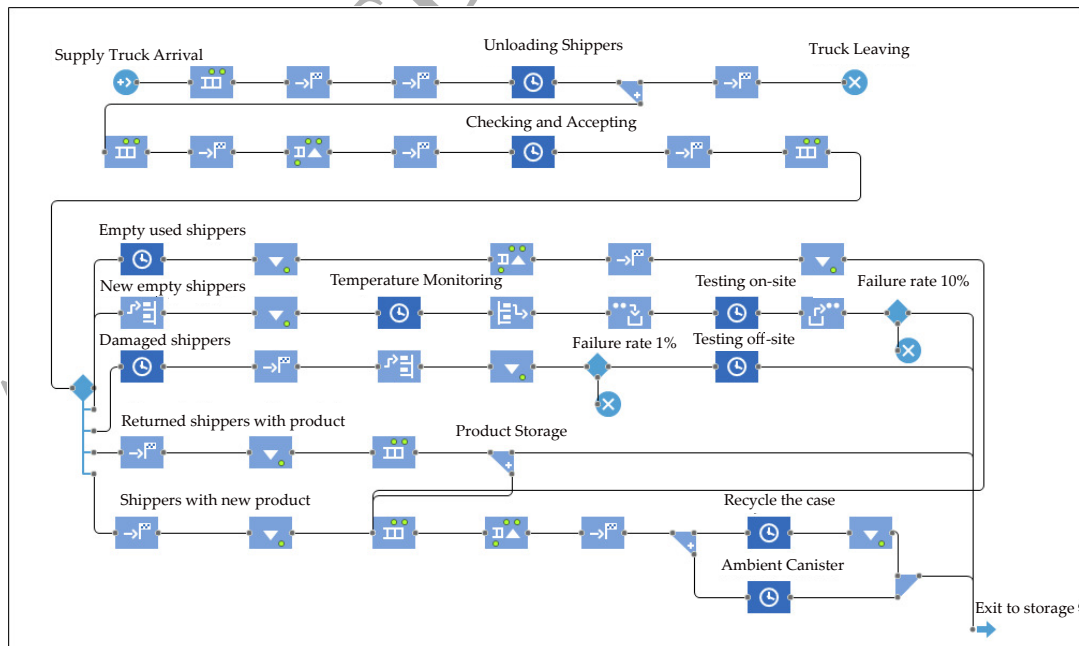 Supply Truck Arrival
Unloading Shippers
Truck Leaving
Checking and Accepting
Empty used shippers
New empty shippers
Temperature Monitoring
Testing on-site
Failure rate 10%
Damaged shippers
Failure rate 1%
Testing off-site
Returned shippers with product
Product Storage
Shippers with new product
Recycle the case
Ambient Canister
Exit to storage